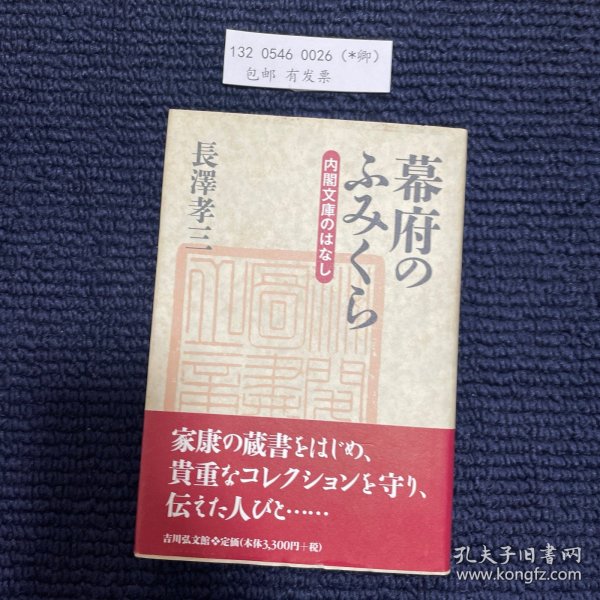 132 0546 0026 (*卿)
包邮 有发票
幕府の
ふみくら
内閣文庫のはなし
長澤孝三
家康の蔵書をはじめ、
貴重なコレクションを守り、
伝えた人びと……
吉川弘文館❖定価(本体3,300円+税)
孔夫子旧书网
www.kongfz.com